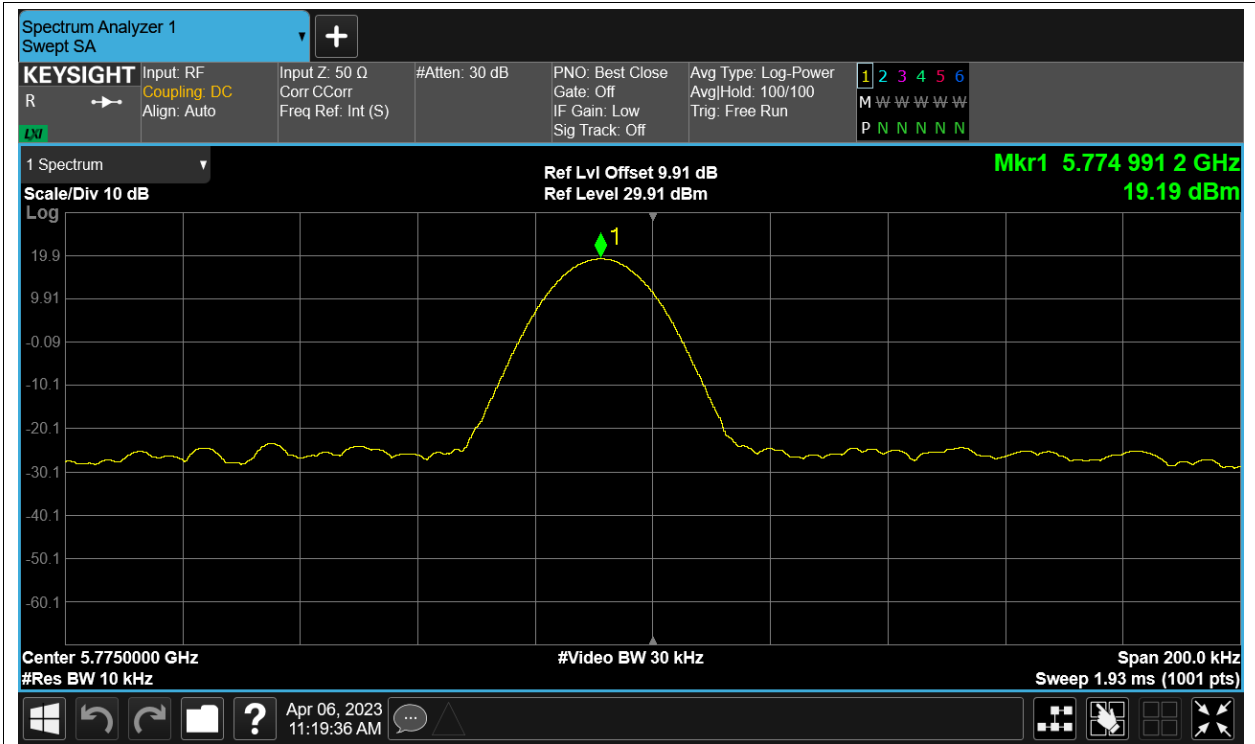 Spectrum Analyzer 1
Swept SA
KEYSIGHT
R
LXI
Input: RF
Coupling: DC
Align: Auto
Input Z: 50 Ω
Corr CCorr
Freq Ref: Int (S)
#Atten: 30 dB
PNO: Best Close
Gate: Off
IF Gain: Low
Sig Track: Off
Avg Type: Log-Power
Avg|Hold: 100/100
Trig: Free Run
1 2 3 4 5 6
M W W W W W
P N N N N N
1 Spectrum
Scale/Div 10 dB
Log
Ref Lvl Offset 9.91 dB
Ref Level 29.91 dBm
Mkr1 5.774 991 2 GHz
19.19 dBm
1
19.9
9.91
-0.09
-10.1
-20.1
-30.1
-40.1
-50.1
-60.1
Center 5.7750000 GHz
#Res BW 10 kHz
#Video BW 30 kHz
Span 200.0 kHz
Sweep 1.93 ms (1001 pts)
?
Apr 06, 2023
11:19:36 AM